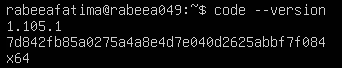 rabeeafatima@rabeea049:~$ code --version
1.105.1
7d842fb85a0275a4a8e4d7e040d2625abbf7f084
x64